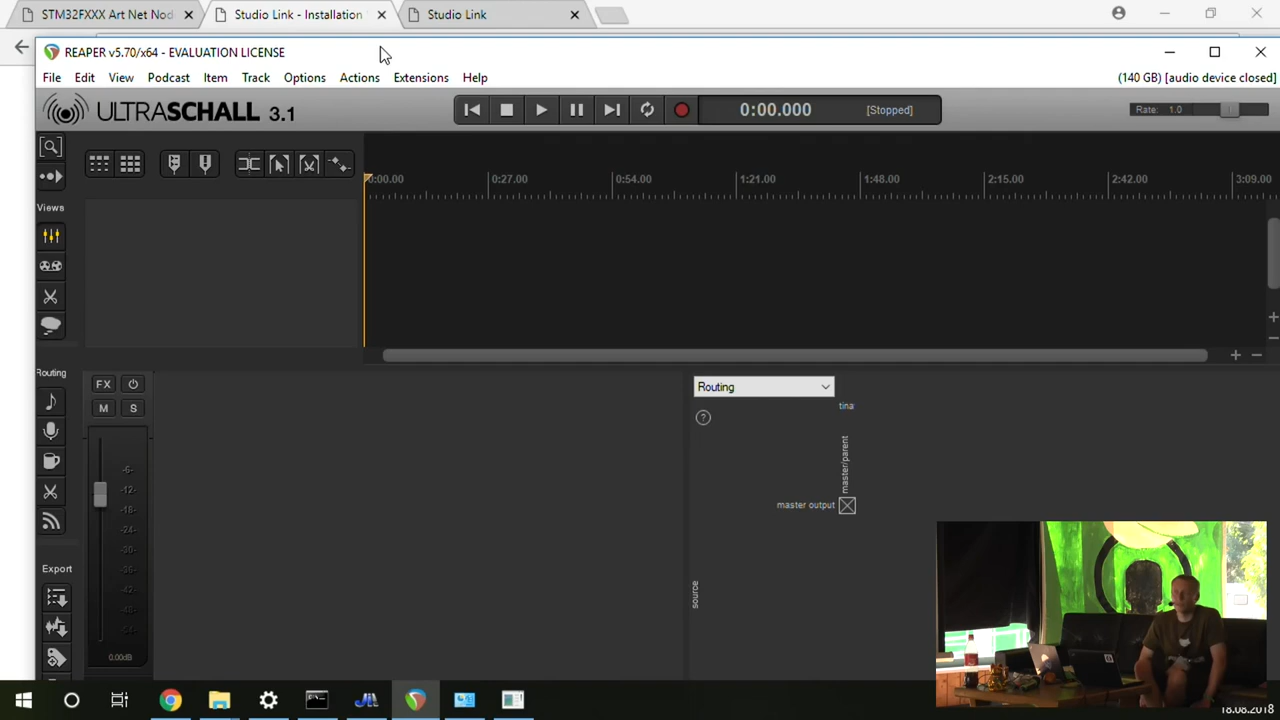 STM32FXXX Art Net Nod
Studio Link - Installation
Studio Link
REAPER v5.70/x64 - EVALUATION LICENSE
File Edit View Podcast Item Track Options Actions Extensions Help
(140 GB) [audio device closed]
ULTRASCHALL 3.1
0:00.000 [Stopped]
Rate: 1.0
0:00.00 0:27.00 0:54.00 1:21.00 1:48.00 2:15.00 2:42.00 3:09.00
Views
Routing
FX
M S
Routing
tina
?
master/parent
master output
source
-6-
-12-
-18-
-24-
-30-
-36-
-42-
-48-
-54-
0.00dB
Export
18.08.2018